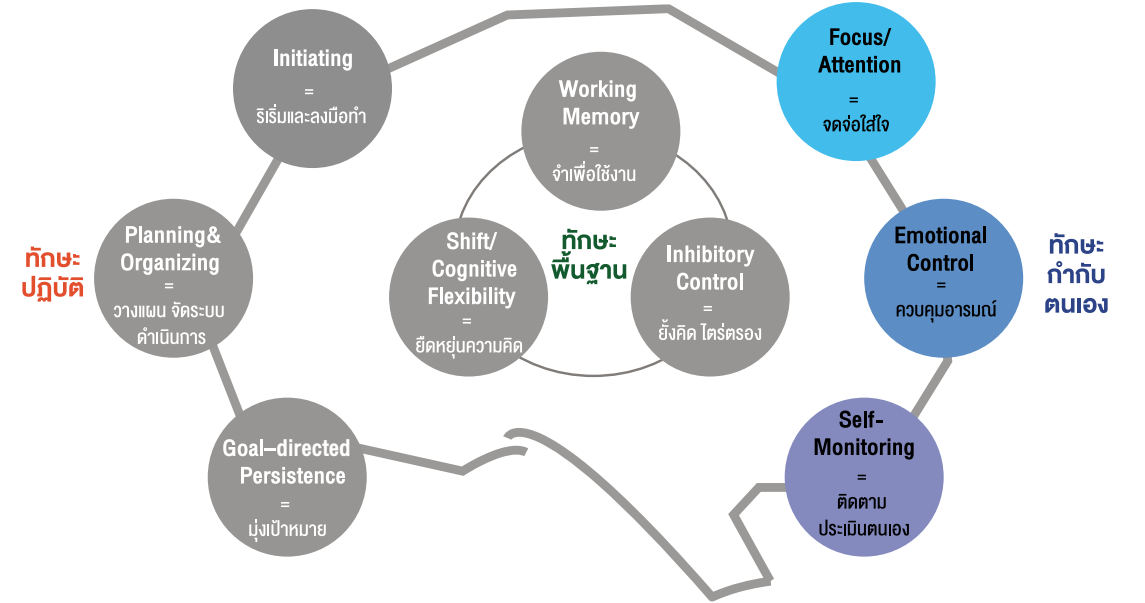 Initiating
=
ริเริ่มและลงมือทำ
Working
Memory
=
จำเพื่อใช้งาน
Focus/
Attention
=
จดจ่อใส่ใจ
ทักษะ
ปฏิบัติ
Planning&
Organizing
=
วางแผน จัดระบบ
ดำเนินการ
Shift/
Cognitive
Flexibility
=
ยืดหยุ่นความคิด
ทักษะ
พื้นฐาน
Inhibitory
Control
=
ยั้งคิด ไตร่ตรอง
Emotional
Control
=
ควบคุมอารมณ์
ทักษะ
กำกับ
ตนเอง
Goal–directed
Persistence
=
มุ่งเป้าหมาย
Self-
Monitoring
=
ติดตาม
ประเมินตนเอง